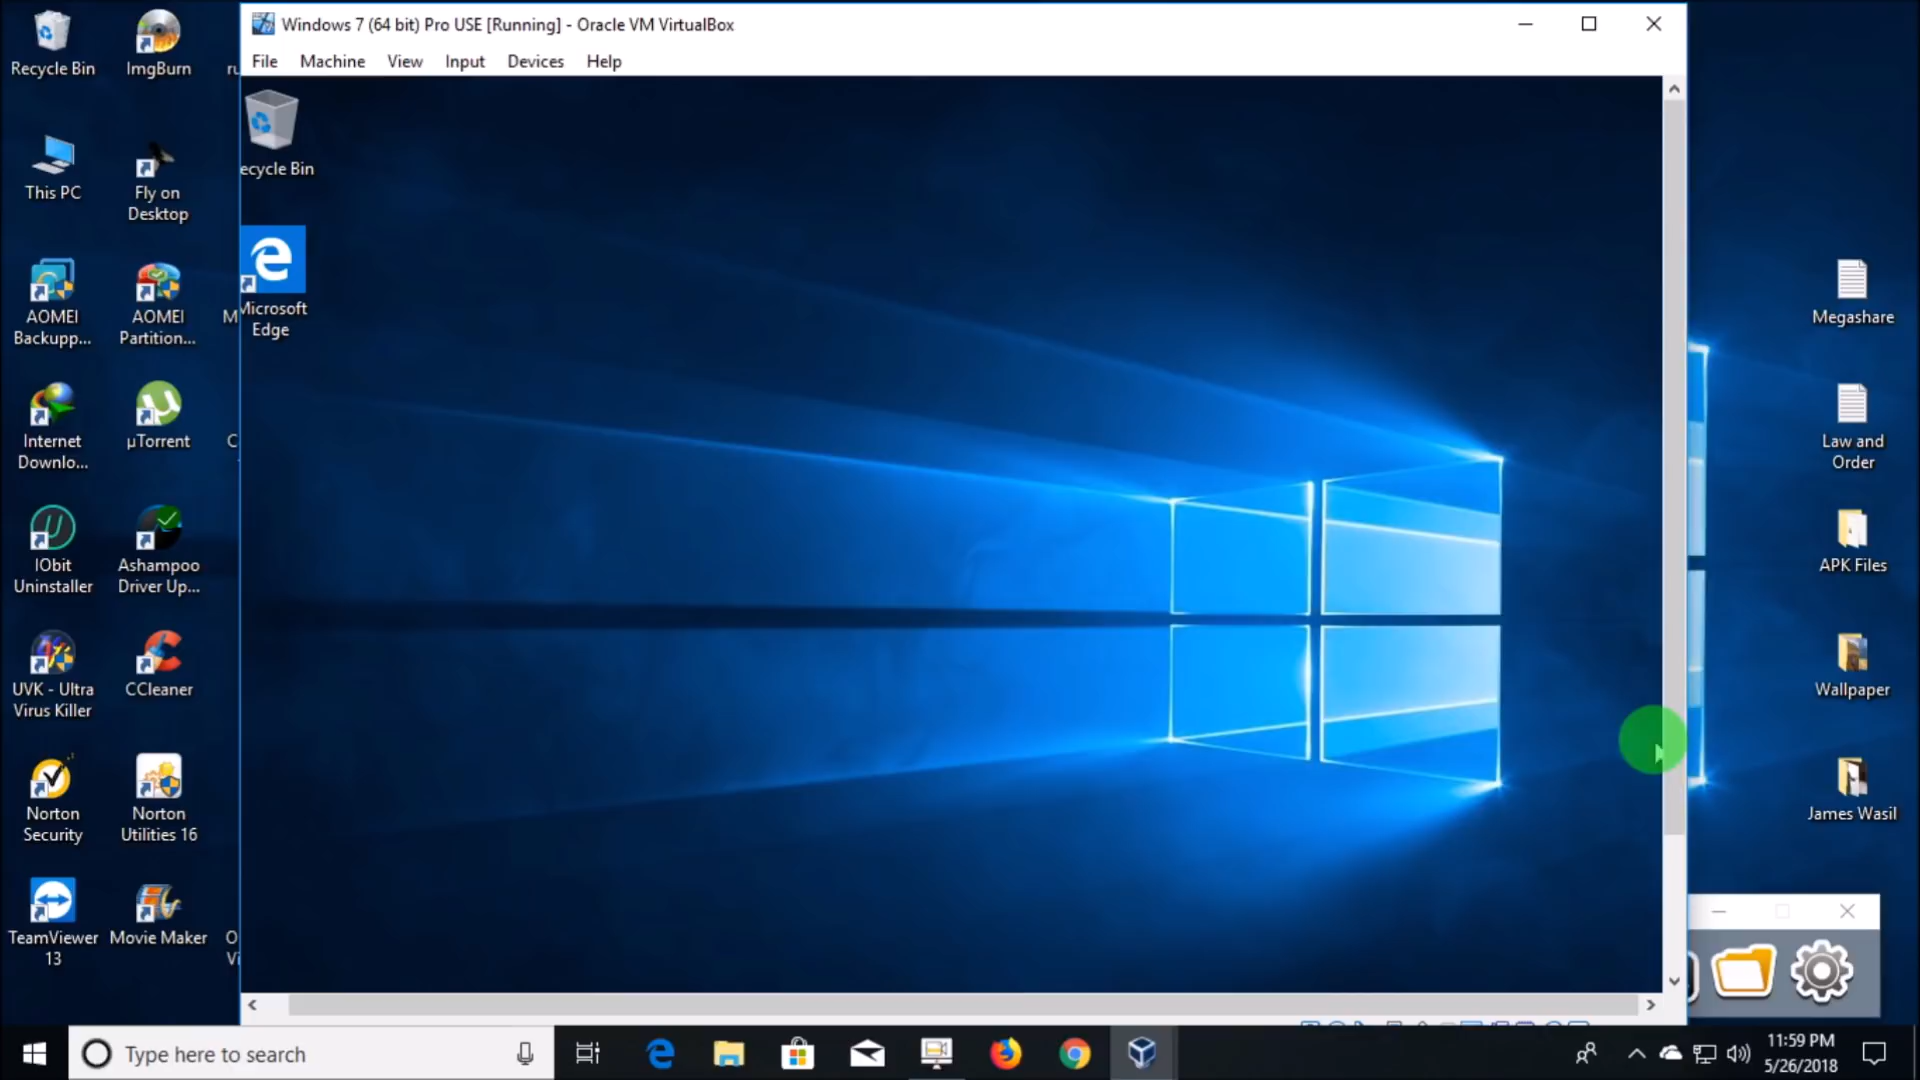 Windows 7 (64 bit) Pro USE [Running] - Oracle VM VirtualBox
File Machine View Input Devices Help
Recycle Bin
ImgBurn
ru
This PC
Fly on
Desktop
AOMEI
Backupp...
AOMEI
Partition...
M
Internet
Downlo...
µTorrent
C
IObit
Uninstaller
Ashampoo
Driver Up...
UVK - Ultra
Virus Killer
CCleaner
Norton
Security
Norton
Utilities 16
TeamViewer
13
Movie Maker
O
Vi
ecycle Bin
Microsoft
Edge
Megashare
Law and
Order
APK Files
Wallpaper
James Wasil
Type here to search
11:59 PM
5/26/2018